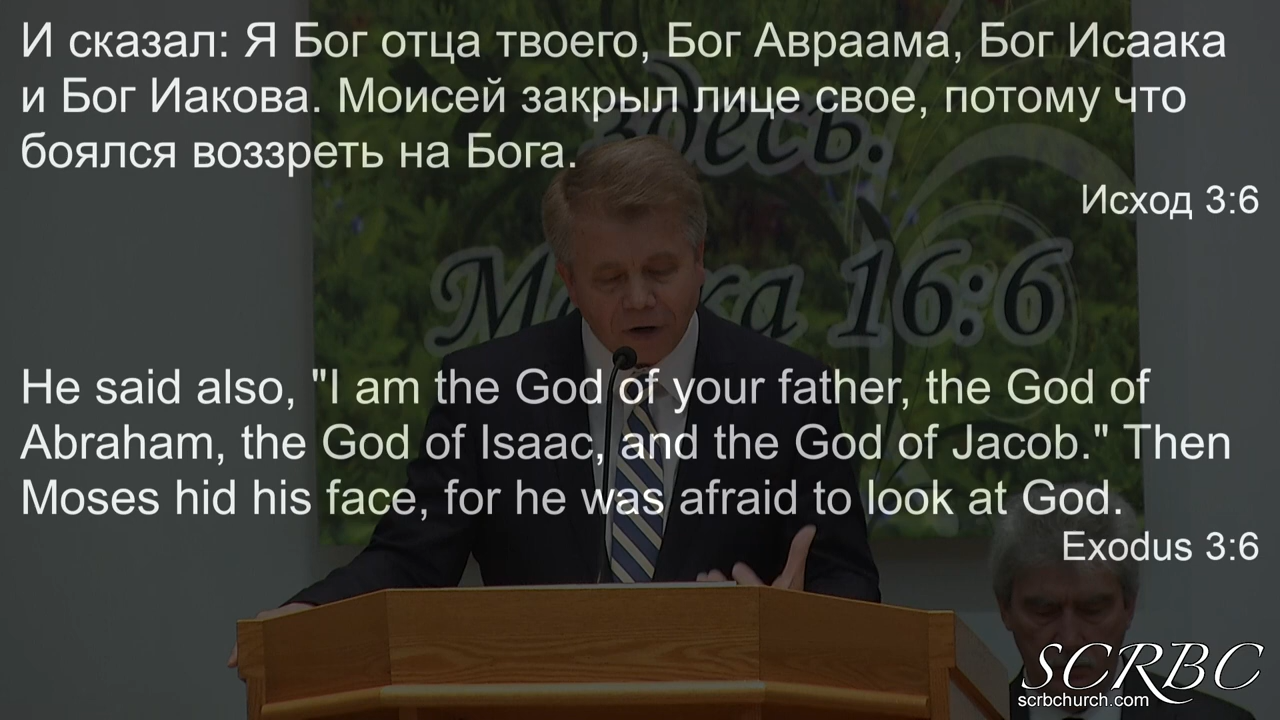 И сказал: Я Бог отца твоего, Бог Авраама, Бог Исаака
и Бог Иакова. Моисей закрыл лице свое, потому что
боялся воззреть на Бога.
Исход 3:6
здесь.
16:6
He said also, "I am the God of your father, the God of
Abraham, the God of Isaac, and the God of Jacob." Then
Moses hid his face, for he was afraid to look at God.
Exodus 3:6
SCRBC
scrbchurch.com